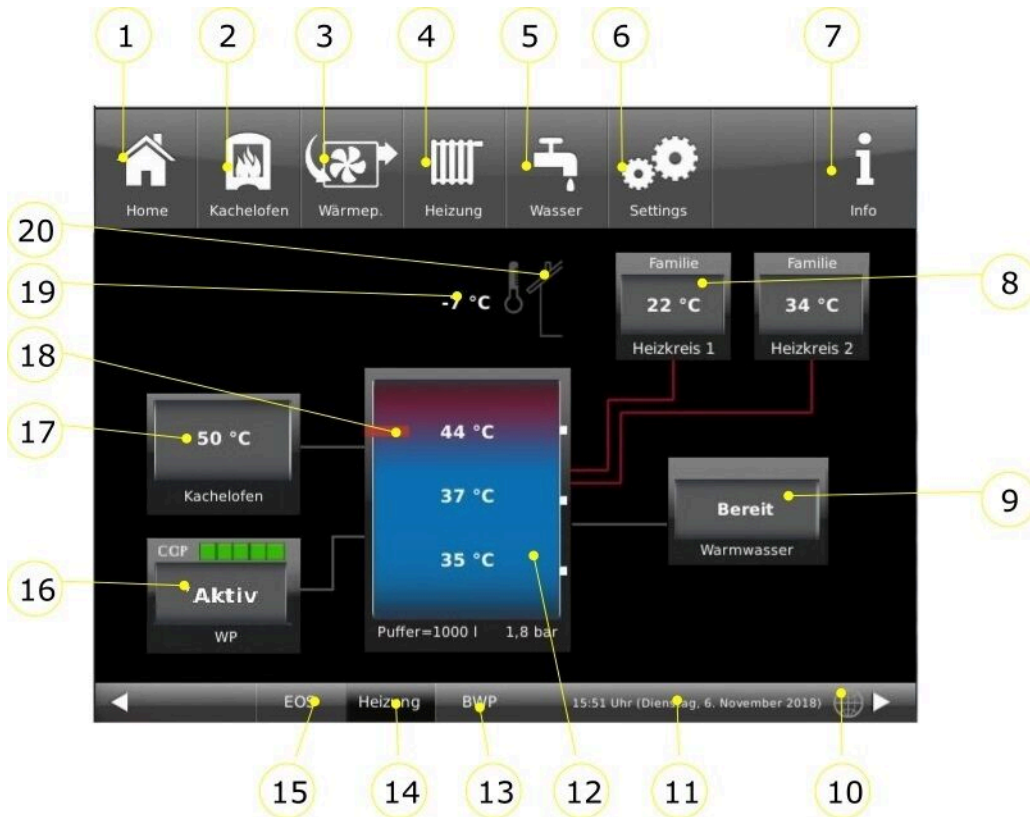 1 2 3 4 5 6 7
Home Kachelofen Wärmep. Heizung Wasser Settings Info
20
19
18
17
16
-7 °C
Familie
22 °C
Heizkreis 1
Familie
34 °C
Heizkreis 2
8
50 °C
Kachelofen
44 °C
37 °C
35 °C
Puffer=1000 l 1,8 bar
Bereit
Warmwasser
9
COP
Aktiv
WP
EOS Heizung BWP 15:51 Uhr (Dienstag, 6. November 2018)
15 14 13 12 11 10